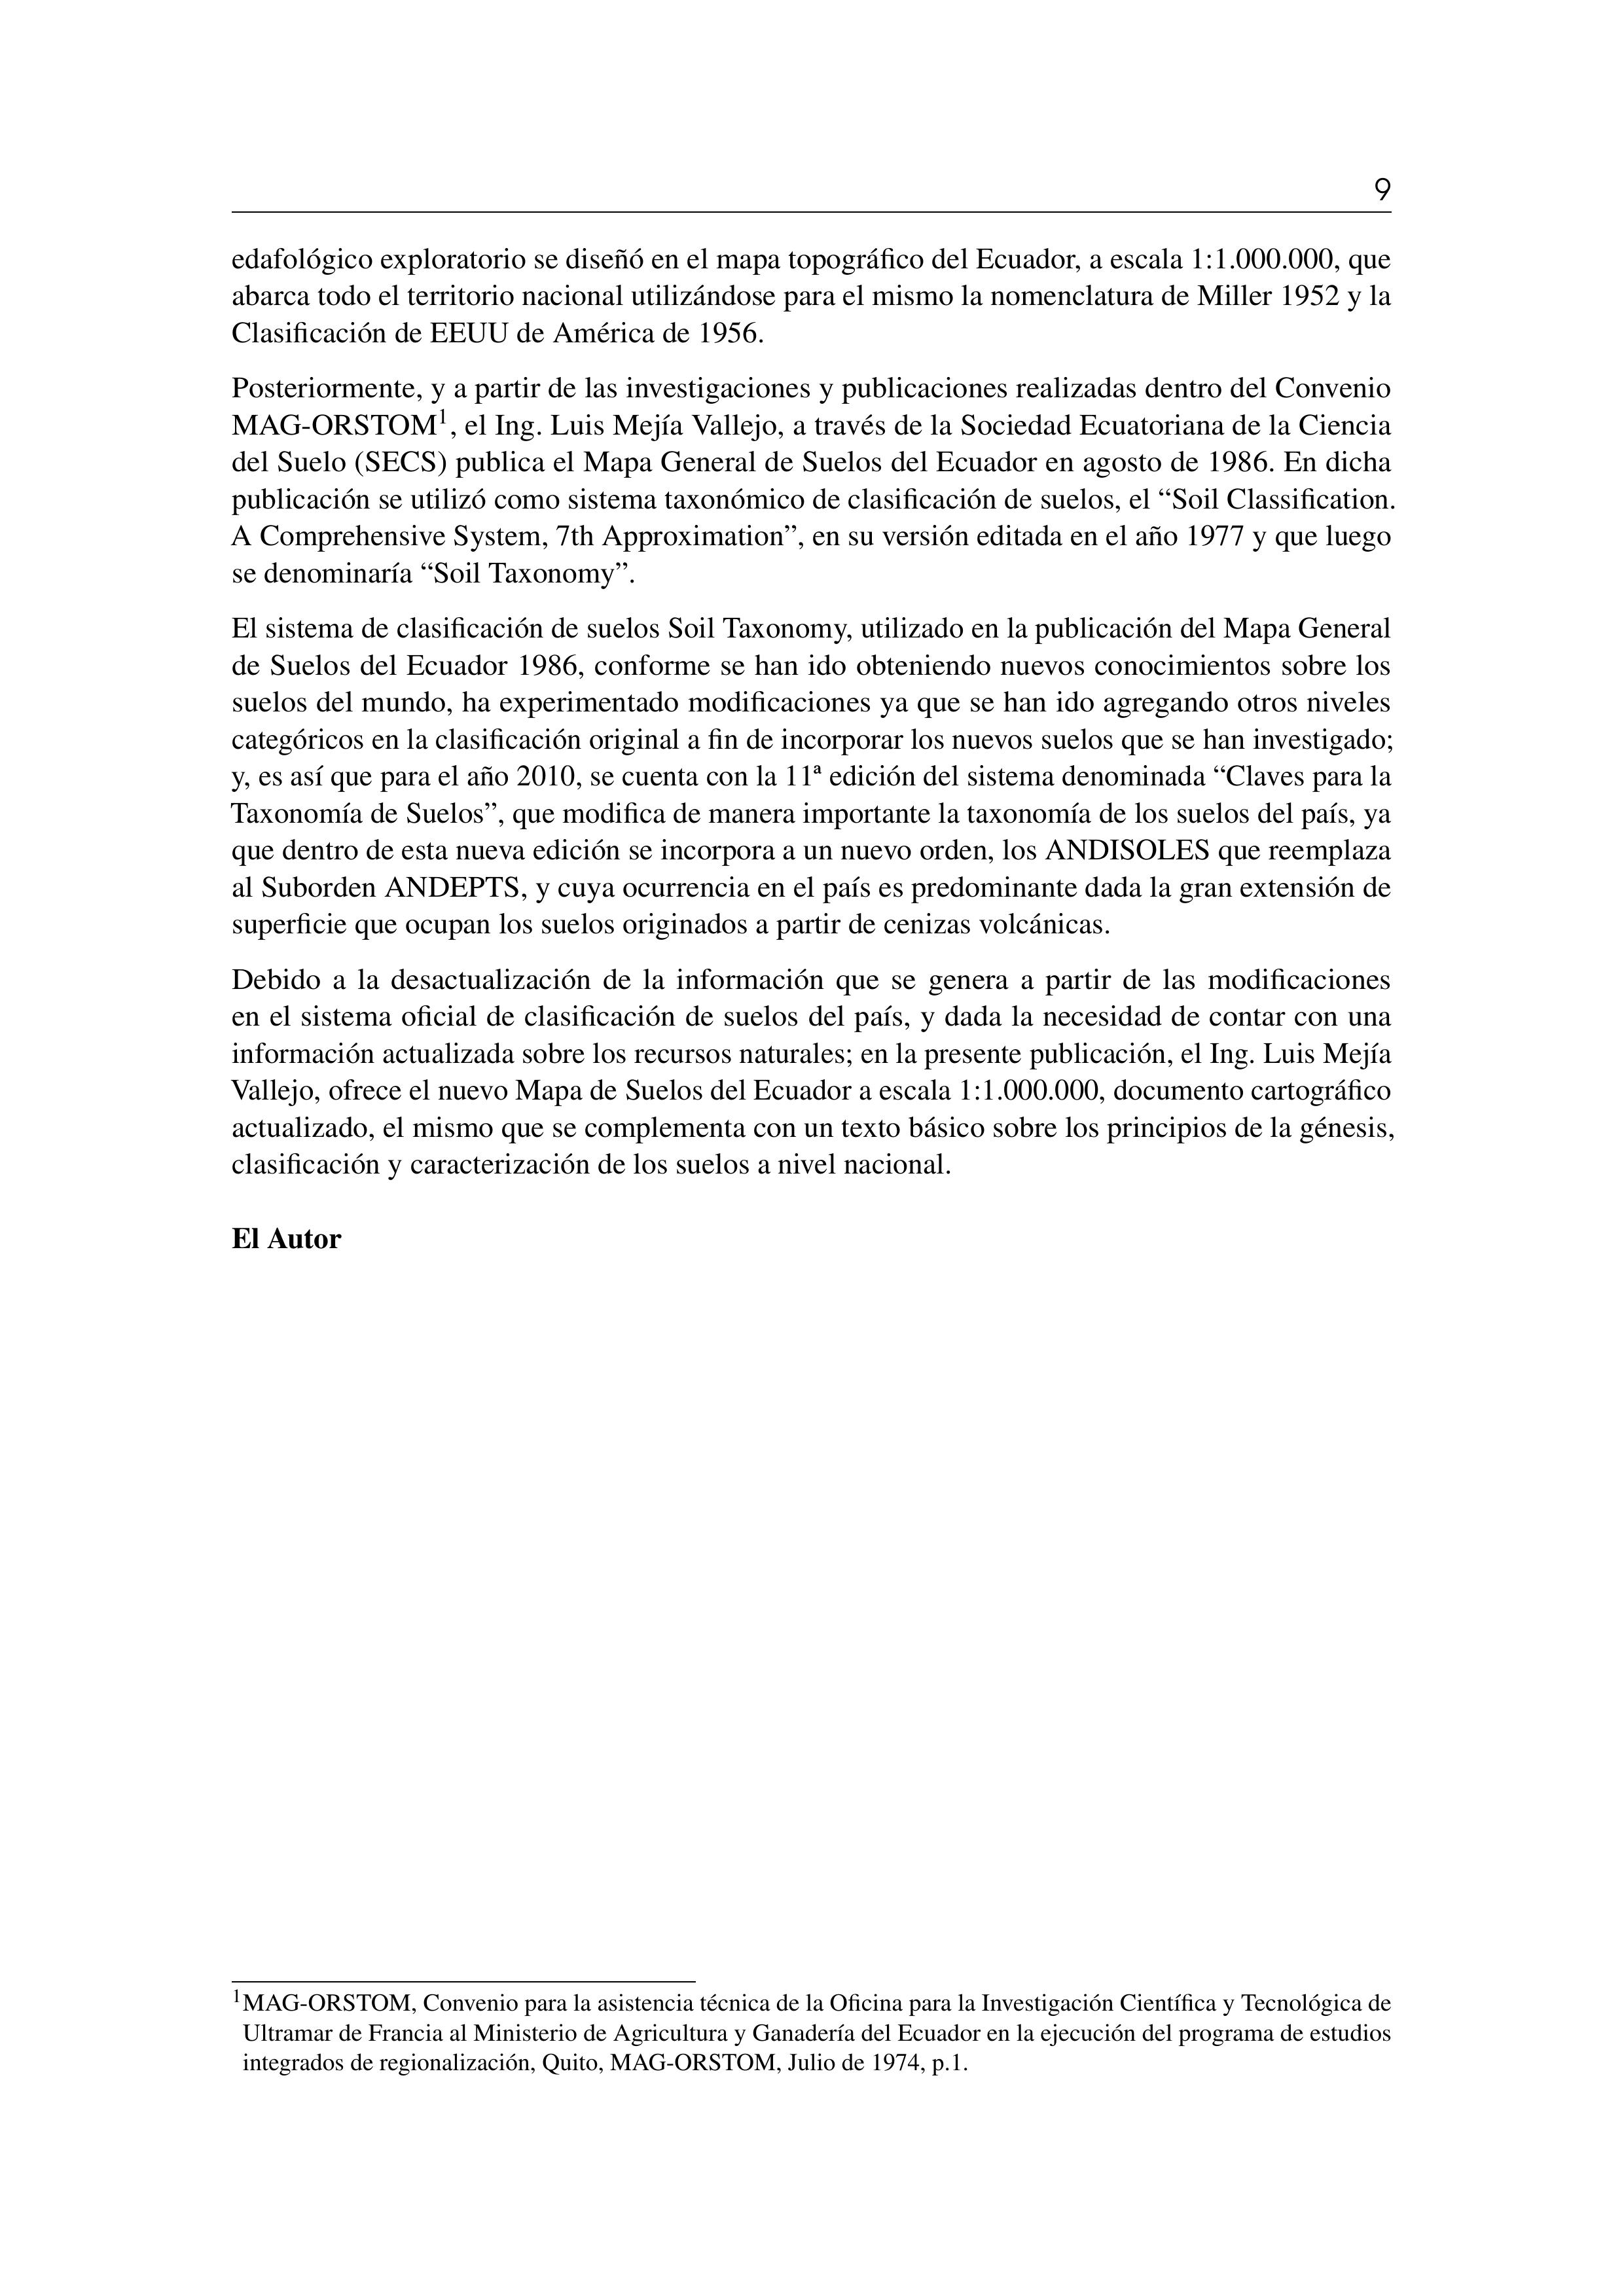 9
edafológico exploratorio se diseñó en el mapa topográfico del Ecuador, a escala 1:1.000.000, que
abarca todo el territorio nacional utilizándose para el mismo la nomenclatura de Miller 1952 y la
Clasificación de EEUU de América de 1956.
Posteriormente, y a partir de las investigaciones y publicaciones realizadas dentro del Convenio
MAG-ORSTOM1, el Ing. Luis Mejía Vallejo, a través de la Sociedad Ecuatoriana de la Ciencia
del Suelo (SECS) publica el Mapa General de Suelos del Ecuador en agosto de 1986. En dicha
publicación se utilizó como sistema taxonómico de clasificación de suelos, el “Soil Classification.
A Comprehensive System, 7th Approximation”, en su versión editada en el año 1977 y que luego
se denominaría “Soil Taxonomy”.
El sistema de clasificación de suelos Soil Taxonomy, utilizado en la publicación del Mapa General
de Suelos del Ecuador 1986, conforme se han ido obteniendo nuevos conocimientos sobre los
suelos del mundo, ha experimentado modificaciones ya que se han ido agregando otros niveles
categóricos en la clasificación original a fin de incorporar los nuevos suelos que se han investigado;
y, es así que para el año 2010, se cuenta con la 11ª edición del sistema denominada “Claves para la
Taxonomía de Suelos”, que modifica de manera importante la taxonomía de los suelos del país, ya
que dentro de esta nueva edición se incorpora a un nuevo orden, los ANDISOLES que reemplaza
al Suborden ANDEPTS, y cuya ocurrencia en el país es predominante dada la gran extensión de
superficie que ocupan los suelos originados a partir de cenizas volcánicas.
Debido a la desactualización de la información que se genera a partir de las modificaciones
en el sistema oficial de clasificación de suelos del país, y dada la necesidad de contar con una
información actualizada sobre los recursos naturales; en la presente publicación, el Ing. Luis Mejía
Vallejo, ofrece el nuevo Mapa de Suelos del Ecuador a escala 1:1.000.000, documento cartográfico
actualizado, el mismo que se complementa con un texto básico sobre los principios de la génesis,
clasificación y caracterización de los suelos a nivel nacional.
El Autor
1MAG-ORSTOM, Convenio para la asistencia técnica de la Oficina para la Investigación Científica y Tecnológica de
Ultramar de Francia al Ministerio de Agricultura y Ganadería del Ecuador en la ejecución del programa de estudios
integrados de regionalización, Quito, MAG-ORSTOM, Julio de 1974, p.1.